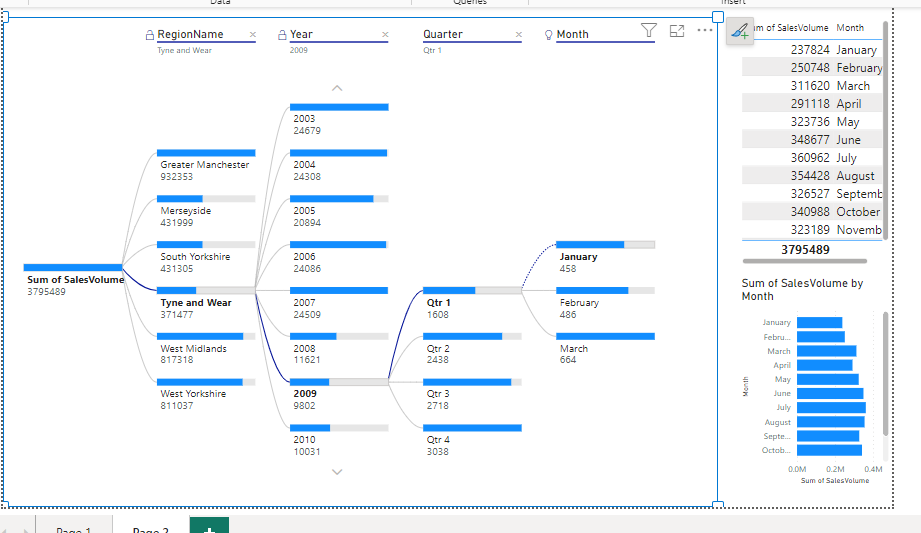 Data
Queries
Insert
RegionName ×
Tyne and Wear
Year ×
2009
Quarter ×
Qtr 1
Month
Sum of SalesVolume
3795489
Greater Manchester
932353
Merseyside
431999
South Yorkshire
431305
Tyne and Wear
371477
West Midlands
817318
West Yorkshire
811037
2003
24679
2004
24308
2005
20894
2006
24086
2007
24509
2008
11621
2009
9802
2010
10031
Qtr 1
1608
Qtr 2
2438
Qtr 3
2718
Qtr 4
3038
January
458
February
486
March
664
m of SalesVolume Month
237824 January
250748 February
311620 March
291118 April
323736 May
348677 June
360962 July
354428 August
326527 Septemb
340988 October
323189 Novemb
3795489
Sum of SalesVolume by
Month
Month
January
Febru...
March
April
May
June
July
August
Septe...
Octob...
0.0M 0.2M 0.4M
Sum of SalesVolume
Page 1
Page 2
+